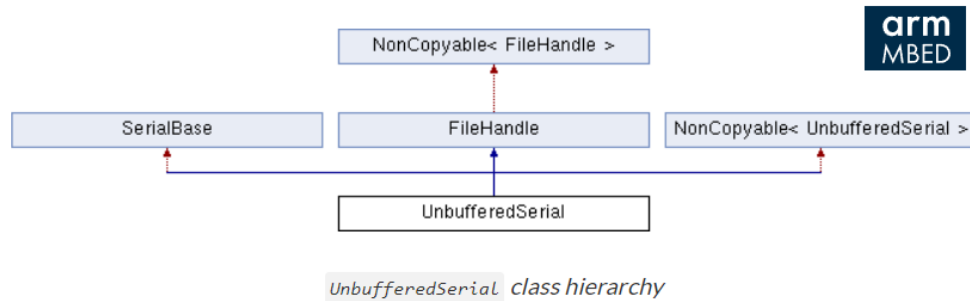 arm
MBED
NonCopyable< FileHandle >
SerialBase
FileHandle
NonCopyable< UnbufferedSerial >
UnbufferedSerial
UnbufferedSerial class hierarchy